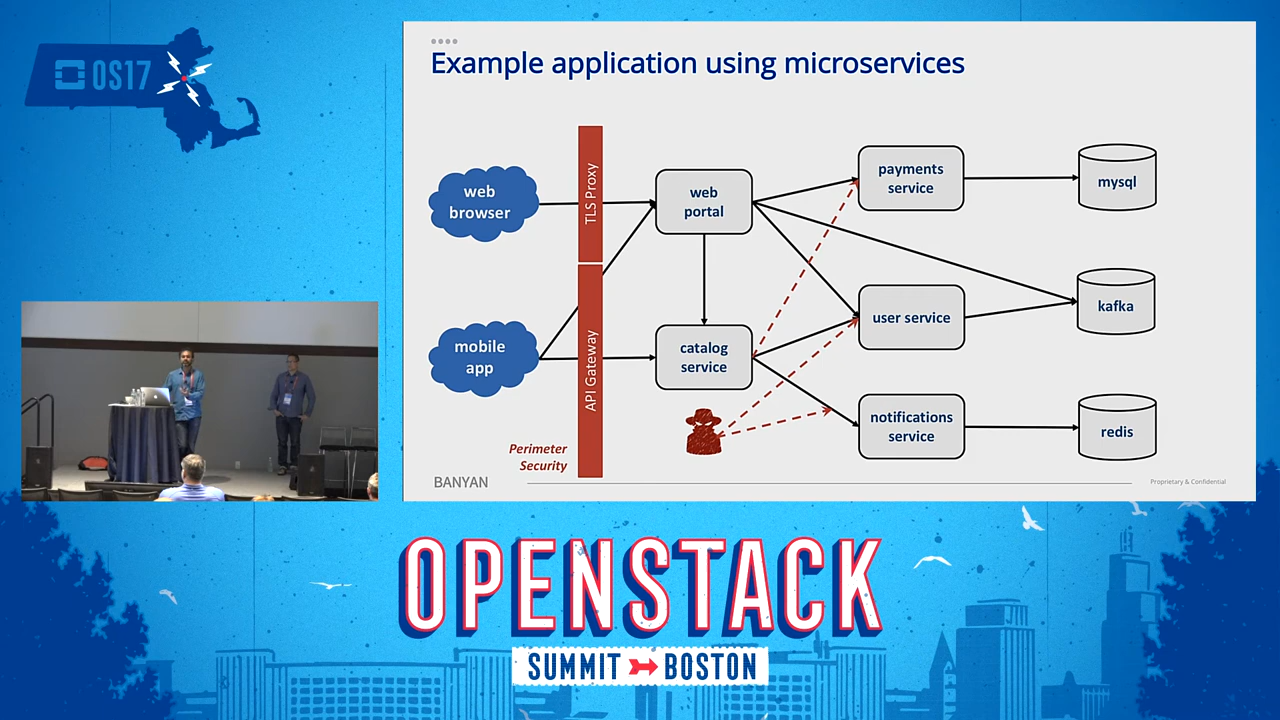 OS17
Example application using microservices
web
browser
mobile
app
TLS Proxy
API Gateway
Perimeter
Security
web
portal
catalog
service
payments
service
user service
notifications
service
mysql
kafka
redis
BANYAN
Proprietary & Confidential
OPENSTACK
SUMMIT BOSTON